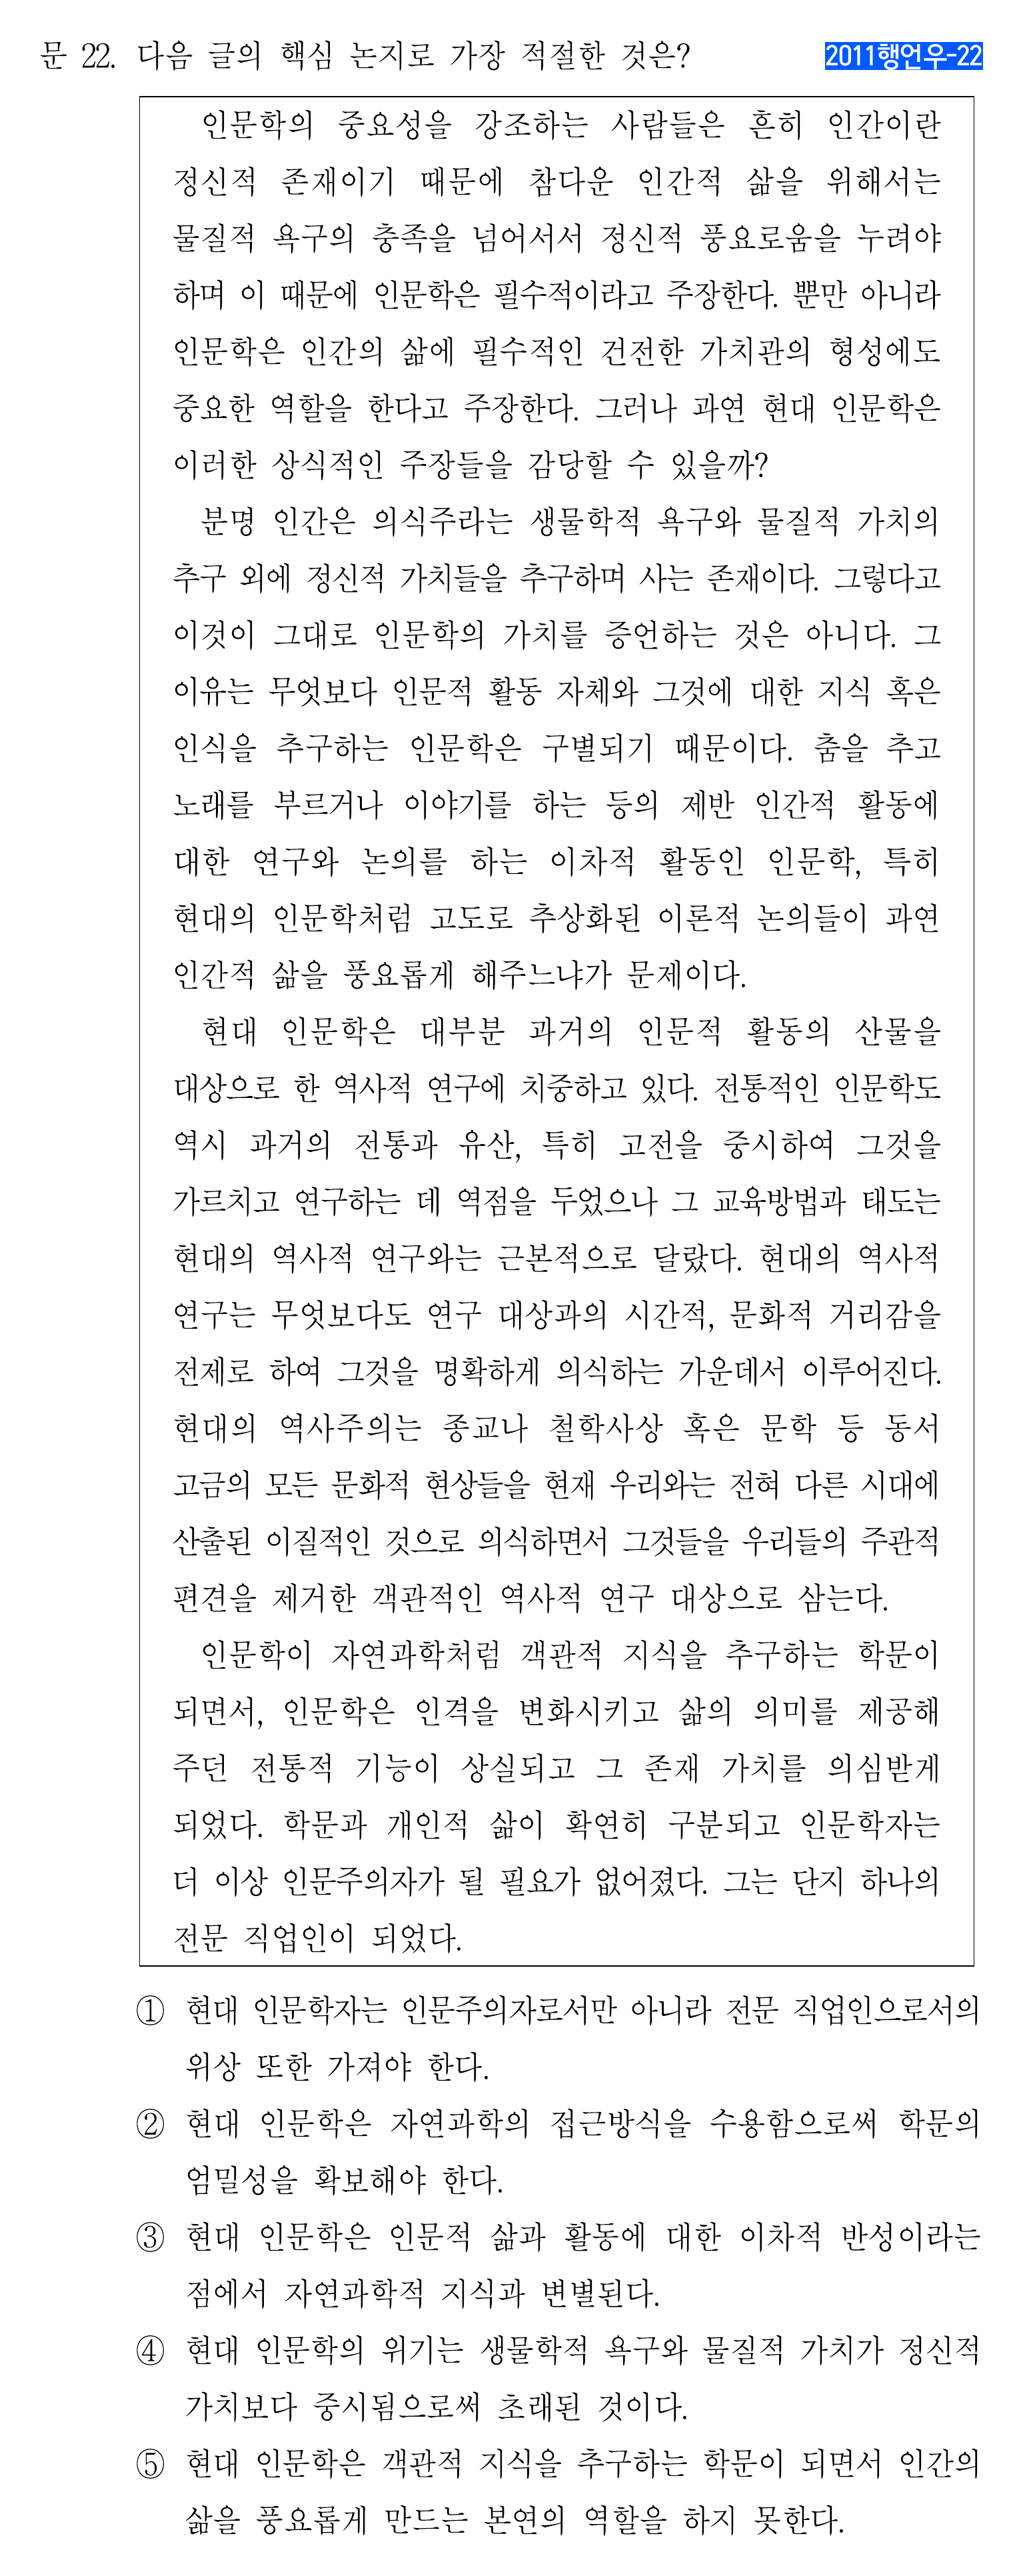 문 22. 다음 글의 핵심 논지로 가장 적절한 것은?
2011행언우-22
인문학의 중요성을 강조하는 사람들은 흔히 인간이란
정신적 존재이기 때문에 참다운 인간적 삶을 위해서는
물질적 욕구의 충족을 넘어서서 정신적 풍요로움을 누려야
하며 이 때문에 인문학은 필수적이라고 주장한다. 뿐만 아니라
인문학은 인간의 삶에 필수적인 건전한 가치관의 형성에도
중요한 역할을 한다고 주장한다. 그러나 과연 현대 인문학은
이러한 상식적인 주장들을 감당할 수 있을까?
분명 인간은 의식주라는 생물학적 욕구와 물질적 가치의
추구 외에 정신적 가치들을 추구하며 사는 존재이다. 그렇다고
이것이 그대로 인문학의 가치를 증언하는 것은 아니다. 그
이유는 무엇보다 인문적 활동 자체와 그것에 대한 지식 혹은
인식을 추구하는 인문학은 구별되기 때문이다. 춤을 추고
노래를 부르거나 이야기를 하는 등의 제반 인간적 활동에
대한 연구와 논의를 하는 이차적 활동인 인문학, 특히
현대의 인문학처럼 고도로 추상화된 이론적 논의들이 과연
인간적 삶을 풍요롭게 해주느냐가 문제이다.
현대 인문학은 대부분 과거의 인문적 활동의 산물을
대상으로 한 역사적 연구에 치중하고 있다. 전통적인 인문학도
역시 과거의 전통과 유산, 특히 고전을 중시하여 그것을
가르치고 연구하는 데 역점을 두었으나 그 교육방법과 태도는
현대의 역사적 연구와는 근본적으로 달랐다. 현대의 역사적
연구는 무엇보다도 연구 대상과의 시간적, 문화적 거리감을
전제로 하여 그것을 명확하게 의식하는 가운데서 이루어진다.
현대의 역사주의는 종교나 철학사상 혹은 문학 등 동서
고금의 모든 문화적 현상들을 현재 우리와는 전혀 다른 시대에
산출된 이질적인 것으로 의식하면서 그것들을 우리들의 주관적
편견을 제거한 객관적인 역사적 연구 대상으로 삼는다.
인문학이 자연과학처럼 객관적 지식을 추구하는 학문이
되면서, 인문학은 인격을 변화시키고 삶의 의미를 제공해
주던 전통적 기능이 상실되고 그 존재 가치를 의심받게
되었다. 학문과 개인적 삶이 확연히 구분되고 인문학자는
더 이상 인문주의자가 될 필요가 없어졌다. 그는 단지 하나의
전문 직업인이 되었다.
① 현대 인문학자는 인문주의자로서만 아니라 전문 직업인으로서의
위상 또한 가져야 한다.
② 현대 인문학은 자연과학의 접근방식을 수용함으로써 학문의
엄밀성을 확보해야 한다.
③ 현대 인문학은 인문적 삶과 활동에 대한 이차적 반성이라는
점에서 자연과학적 지식과 변별된다.
④ 현대 인문학의 위기는 생물학적 욕구와 물질적 가치가 정신적
가치보다 중시됨으로써 초래된 것이다.
⑤ 현대 인문학은 객관적 지식을 추구하는 학문이 되면서 인간의
삶을 풍요롭게 만드는 본연의 역할을 하지 못한다.